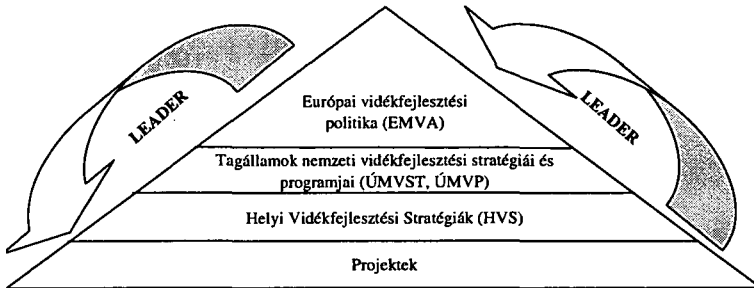 LEADER
LEADER
Európai vidékfejlesztési
politika (EMVA)
Tagállamok nemzeti vidékfejlesztési stratégiái és
programjai (ÚMVST, ÚMVP)
Helyi Vidékfejlesztési Stratégiák (HVS)
Projektek